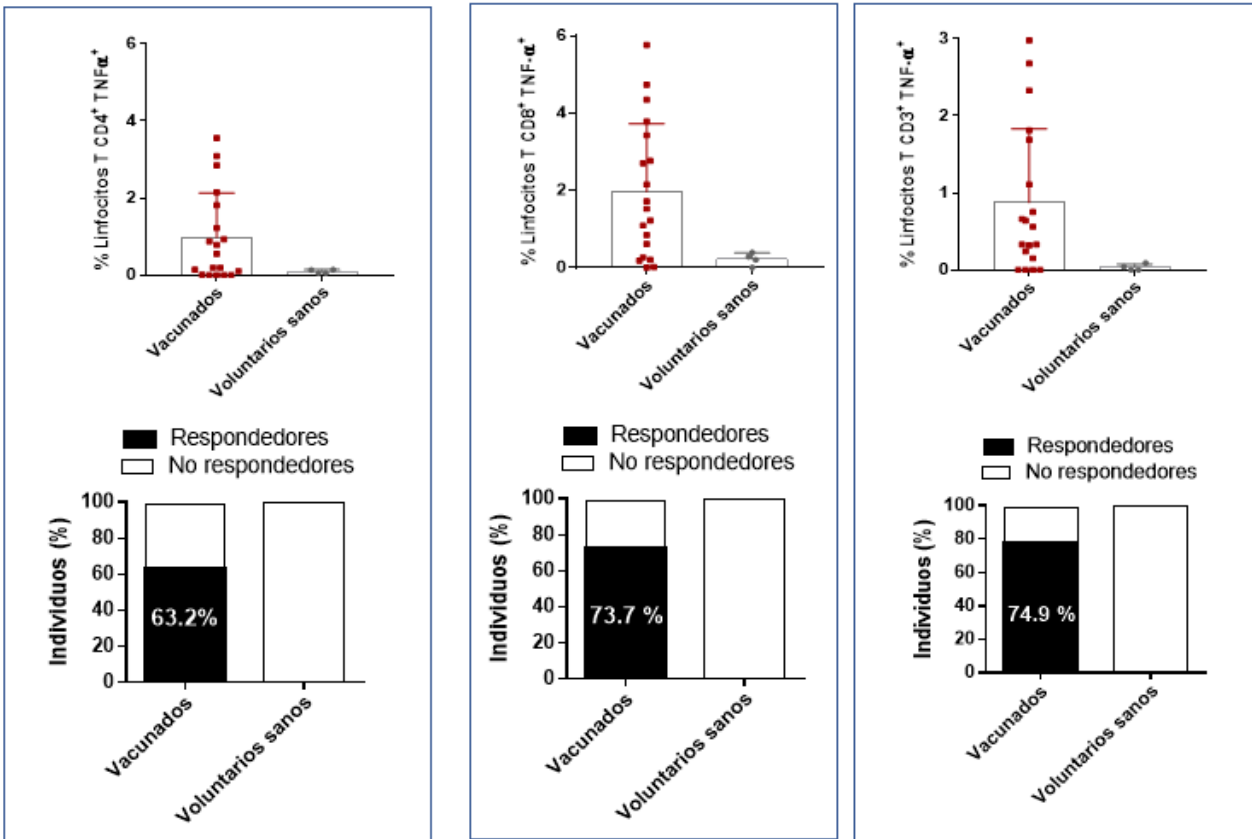 % Linfocitos T CD4⁺ TNFα⁺
6
4
2
0
Vacunados
Voluntarios sanos
Respondedores
No respondedores
Individuos (%)
100
80
60
40
20
0
63.2%
Vacunados
Voluntarios sanos
% Linfocitos T CD8⁺ TNF-α⁺
6
4
2
0
Vacunados
Voluntarios sanos
Respondedores
No respondedores
Individuos (%)
100
80
60
40
20
0
73.7 %
Vacunados
Voluntarios sanos
% Linfocitos T CD3⁺ TNF-α⁺
3
2
1
0
Vacunados
Voluntarios sanos
Respondedores
No respondedores
Individuos (%)
100
80
60
40
20
0
74.9 %
Vacunados
Voluntarios sanos